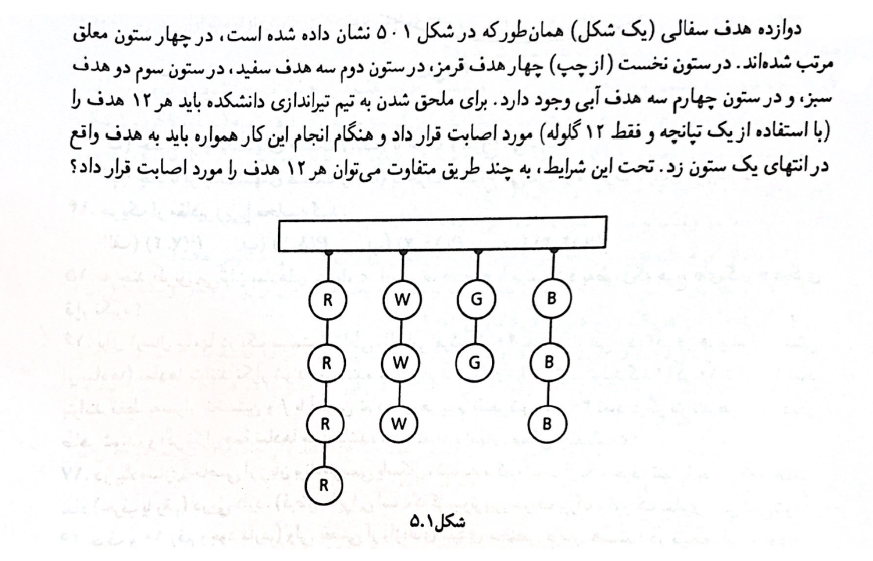 دوازده هدف سفالی (یک شکل) همان‌طور که در شکل ۵.۱ نشان داده شده است، در چهار ستون معلق
مرتب شده‌اند. در ستون نخست (از چپ) چهار هدف قرمز، در ستون دوم سه هدف سفید، در ستون سوم دو هدف
سبز، و در ستون چهارم سه هدف آبی وجود دارد. برای ملحق شدن به تیم تیراندازی دانشکده باید هر ۱۲ هدف را
(با استفاده از یک تپانچه و فقط ۱۲ گلوله) مورد اصابت قرار داد و هنگام انجام این کار همواره باید به هدف واقع
در انتهای یک ستون زد. تحت این شرایط، به چند طریق متفاوت می‌توان هر ۱۲ هدف را مورد اصابت قرار داد؟
R W G B
R W G B
R W B
R
شکل ۵.۱